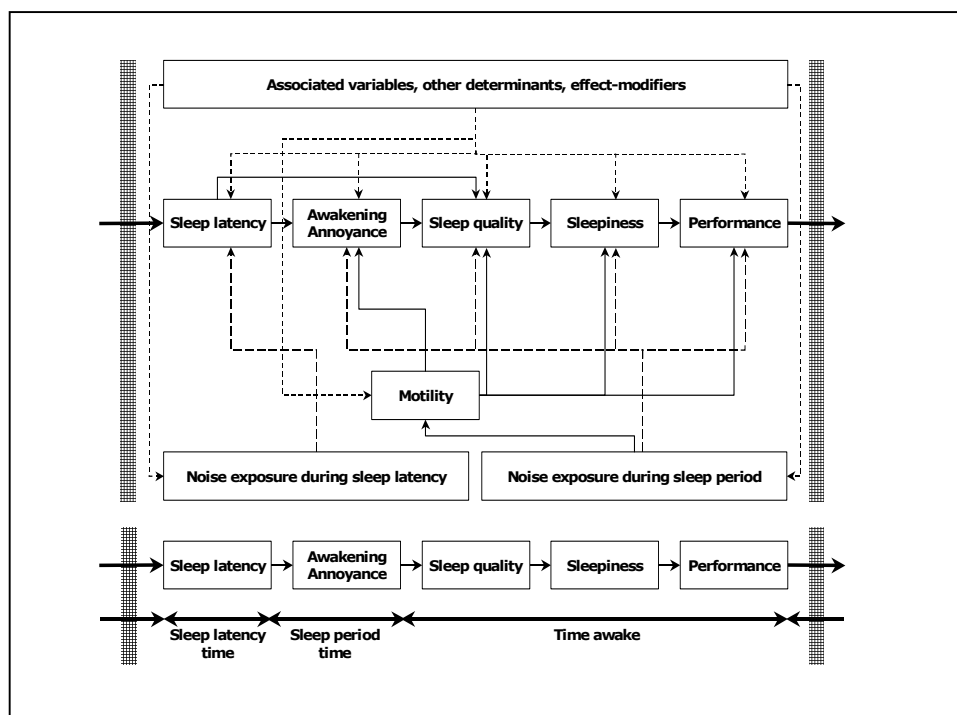 Associated variables, other determinants, effect-modifiers
Sleep latency
Awakening
Annoyance
Sleep quality
Sleepiness
Performance
Motility
Noise exposure during sleep latency
Noise exposure during sleep period
Sleep latency
Awakening
Annoyance
Sleep quality
Sleepiness
Performance
Sleep latency
time
Sleep period
time
Time awake